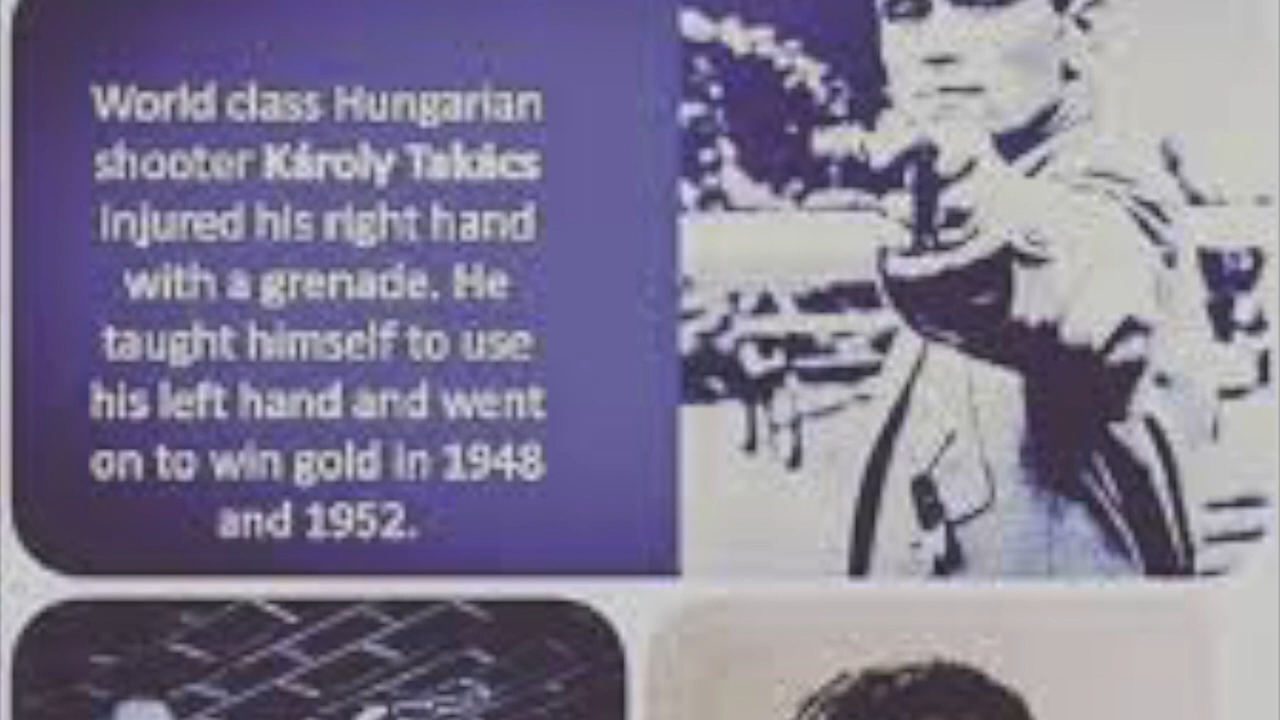 World class Hungarian
shooter Károly Takács
injured his right hand
with a grenade. He
taught himself to use
his left hand and went
on to win gold in 1948
and 1952.